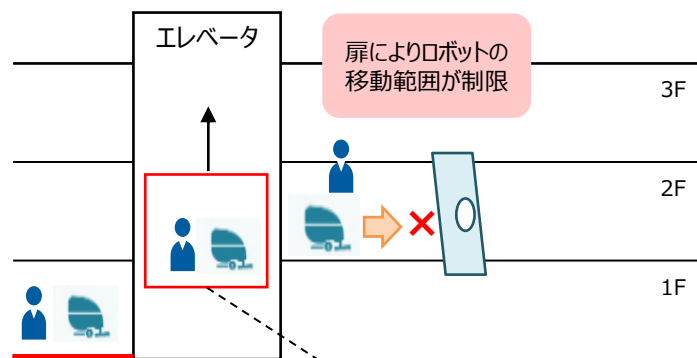 エレベータ
扉によりロボットの
移動範囲が制限
3F
2F
1F